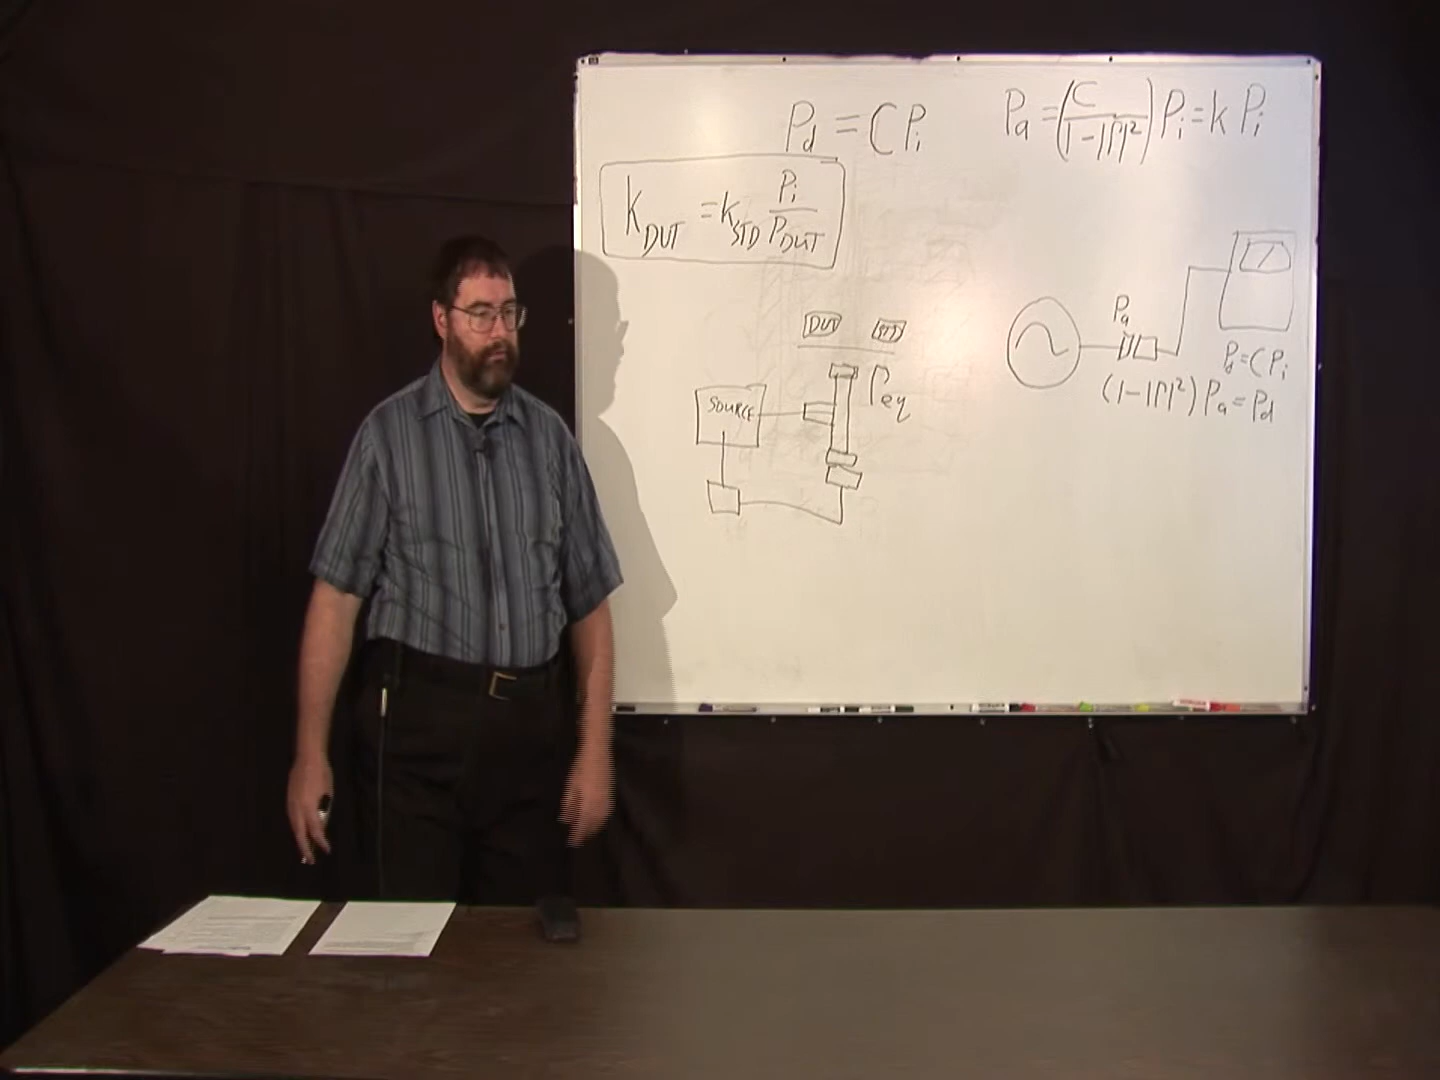 P_d = C P_i
P_a = (C / 1-|Γ|²) P_i = k P_i
k_DUT = k_STD P_i / P_DUT
DUT STD
SOURCE
Γ_eq
P_a
P_d = C P_i
(1-|Γ|²) P_a = P_d